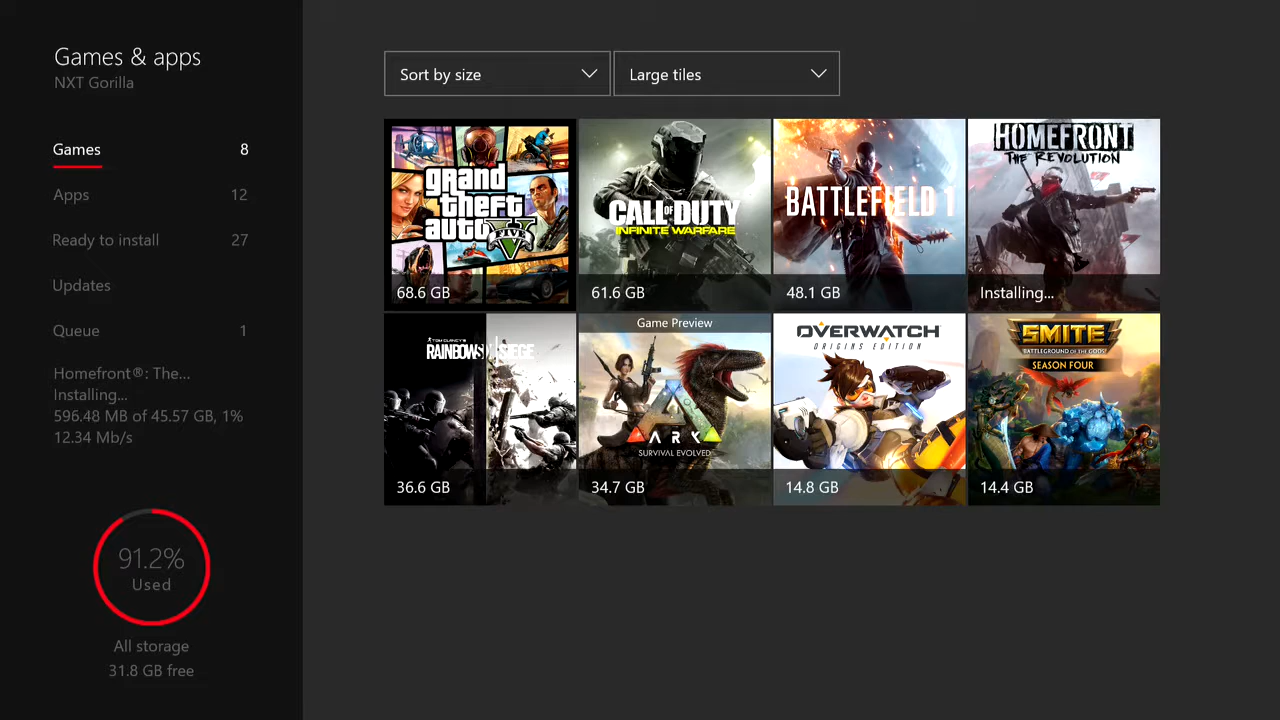 Games & apps
NXT Gorilla
Games 8
Apps 12
Ready to install 27
Updates
Queue 1
Homefront®: The...
Installing...
596.48 MB of 45.57 GB, 1%
12.34 Mb/s
91.2%
Used
All storage
31.8 GB free
Sort by size
Large tiles
grand
theft
auto
V
FIVE
68.6 GB
CALL OF DUTY
INFINITE WARFARE
61.6 GB
BATTLEFIELD 1
48.1 GB
HOMEFRONT
THE REVOLUTION
Installing...
TOM CLANCY'S
RAINBOW SIX SIEGE
36.6 GB
Game Preview
ARK
SURVIVAL EVOLVED
34.7 GB
OVERWATCH
ORIGINS EDITION
14.8 GB
SMITE
BATTLEGROUND OF THE GODS
SEASON FOUR
14.4 GB